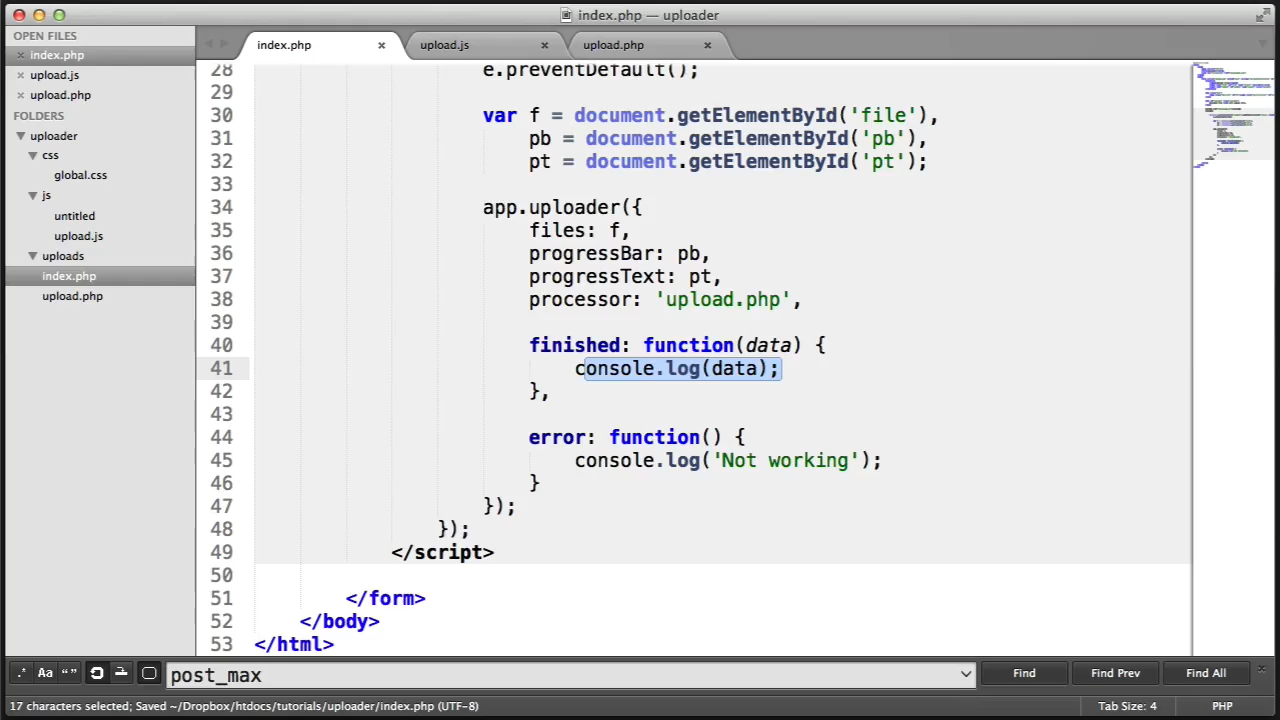 index.php — uploader
OPEN FILES
index.php
upload.js
upload.php
FOLDERS
uploader
css
global.css
js
untitled
upload.js
uploads
index.php
upload.php
index.php
upload.js
upload.php
28 e.preventDefault();
29
30 var f = document.getElementById('file'),
31 pb = document.getElementById('pb'),
32 pt = document.getElementById('pt');
33
34 app.uploader({
35 files: f,
36 progressBar: pb,
37 progressText: pt,
38 processor: 'upload.php',
39
40 finished: function(data) {
41 console.log(data);
42 },
43
44 error: function() {
45 console.log('Not working');
46 }
47 });
48 });
49 </script>
50
51 </form>
52 </body>
53 </html>
.* Aa “”
post_max
Find
Find Prev
Find All
17 characters selected; Saved ~/Dropbox/htdocs/tutorials/uploader/index.php (UTF-8)
Tab Size: 4
PHP